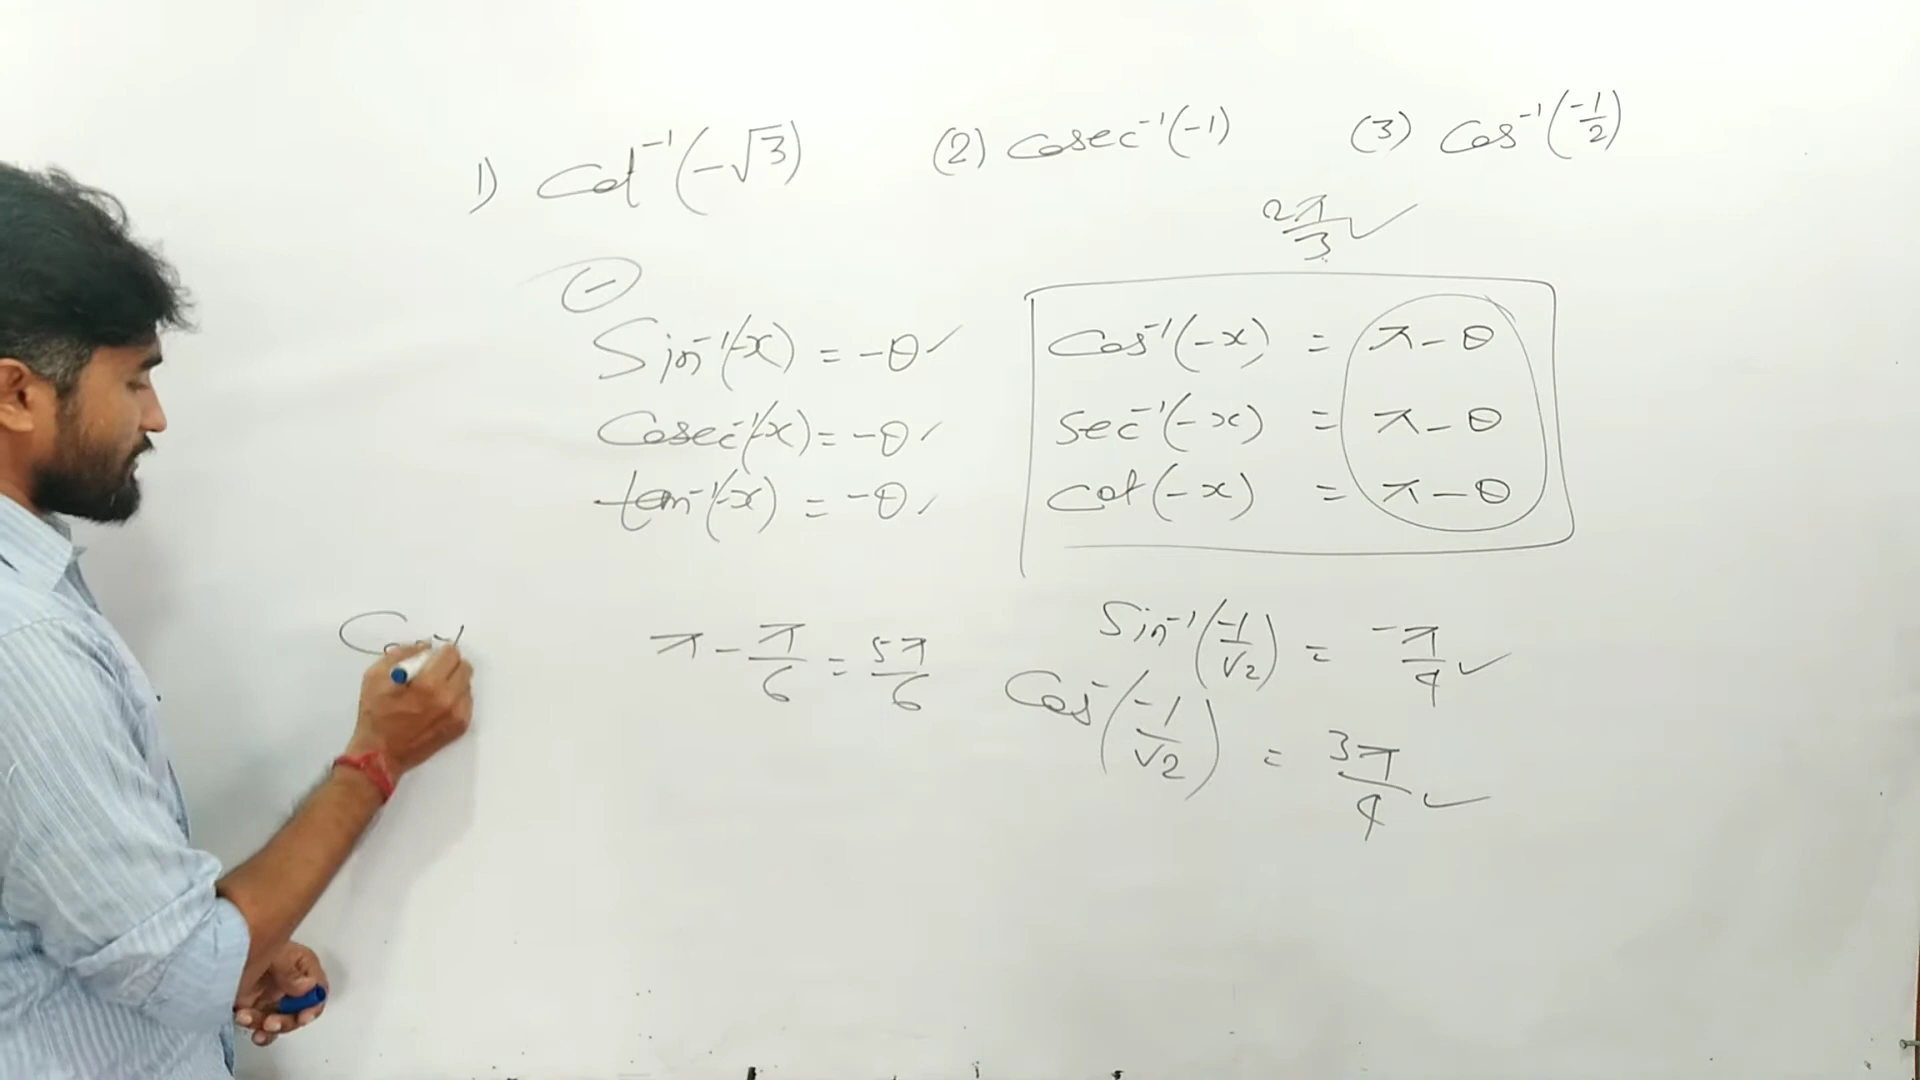 1) Cot⁻¹(-√3) (2) Cosec⁻¹(-1) (3) Cos⁻¹(-1/2)
2π/3 ✓
-
Sin⁻¹(-x) = -θ ✓
Cosec⁻¹(-x) = -θ ✓
tan⁻¹(-x) = -θ ✓
Cos⁻¹(-x) = π-θ
Sec⁻¹(-x) = π-θ
Cot(-x) = π-θ
π - π/6 = 5π/6
Sin⁻¹(-1/√2) = -π/4 ✓
Cos⁻(-1/√2) = 3π/4 ✓